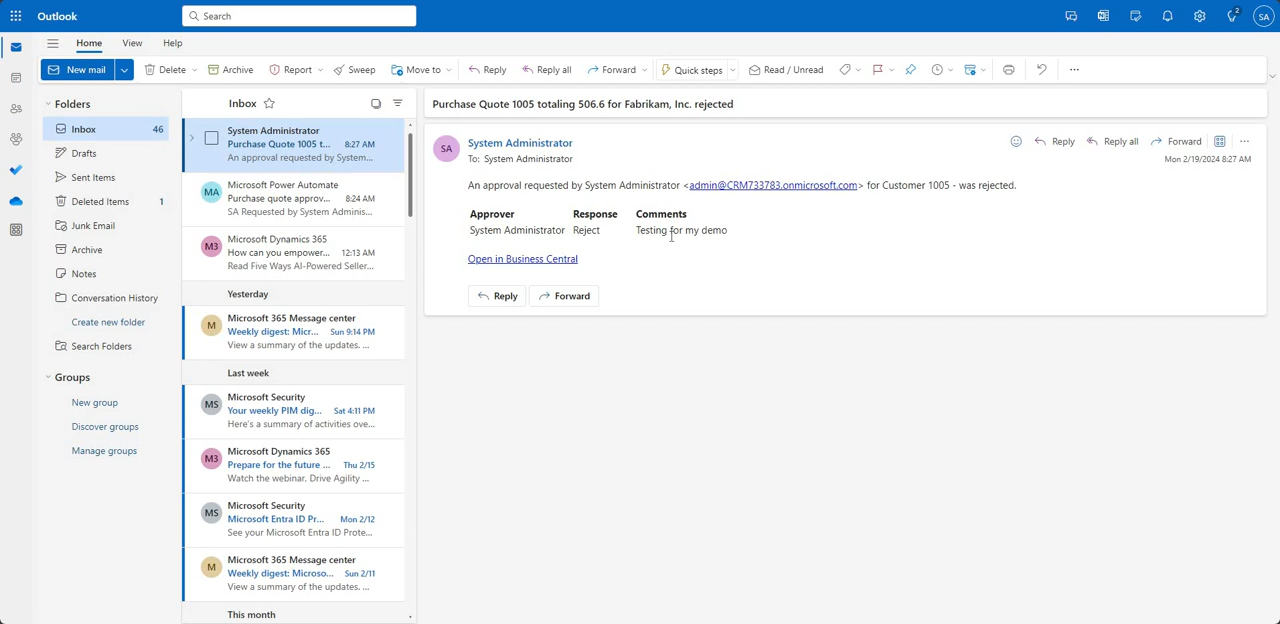 Outlook
Search
2
SA
Home
View
Help
New mail
Delete
Archive
Report
Sweep
Move to
Reply
Reply all
Forward
Quick steps
Read / Unread
Folders
Inbox 46
Drafts
Sent Items
Deleted Items 1
Junk Email
Archive
Notes
Conversation History
Create new folder
Search Folders
Groups
New group
Discover groups
Manage groups
Inbox
System Administrator
Purchase Quote 1005 t... 8:27 AM
An approval requested by System...
MA
Microsoft Power Automate
Purchase quote approv... 8:24 AM
SA Requested by System Adminis...
M3
Microsoft Dynamics 365
How can you empower... 12:13 AM
Read Five Ways AI-Powered Seller...
Yesterday
M
Microsoft 365 Message center
Weekly digest: Micr... Sun 9:14 PM
View a summary of the updates. ...
Last week
MS
Microsoft Security
Your weekly PIM dig... Sat 4:11 PM
Here's a summary of activities ove...
M3
Microsoft Dynamics 365
Prepare for the future ... Thu 2/15
Watch the webinar. Drive Agility ...
MS
Microsoft Security
Microsoft Entra ID Pr... Mon 2/12
See your Microsoft Entra ID Prote...
M
Microsoft 365 Message center
Weekly digest: Microso... Sun 2/11
View a summary of the updates. ...
This month
Purchase Quote 1005 totaling 506.6 for Fabrikam, Inc. rejected
SA
System Administrator
To: System Administrator
Reply
Reply all
Forward
Mon 2/19/2024 8:27 AM
An approval requested by System Administrator <admin@CRM733783.onmicrosoft.com> for Customer 1005 - was rejected.
Approver Response Comments
System Administrator Reject Testing for my demo
Open in Business Central
Reply
Forward